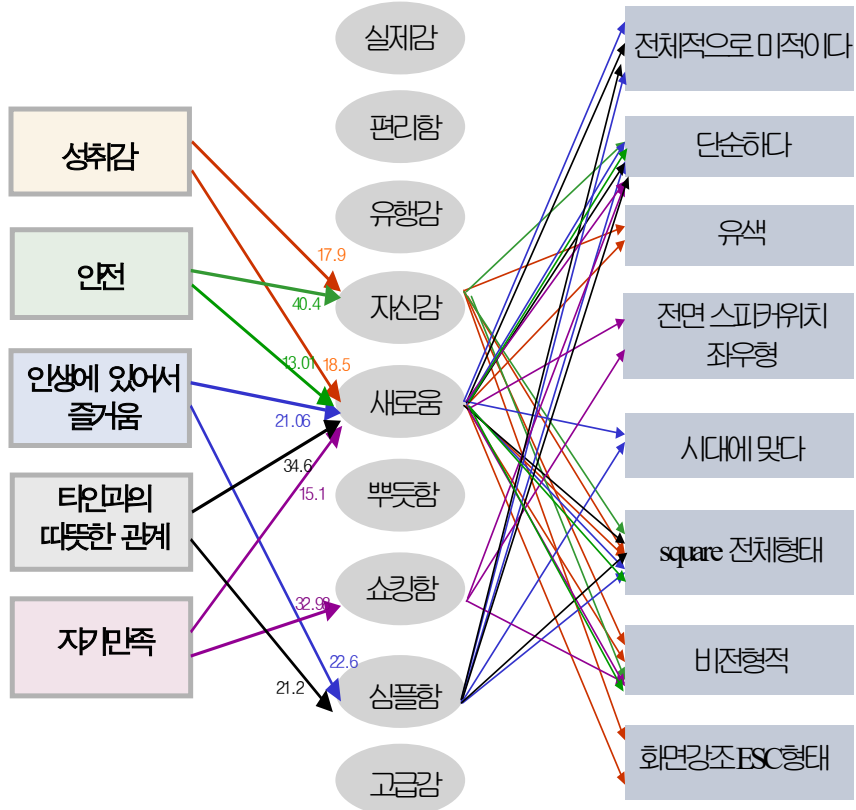 성취감
안전
인생에 있어서
즐거움
타인과의
따뜻한 관계
자기만족
17.9
40.4
13.01
18.5
21.06
34.6
15.1
22.6
21.2
실제감
편리함
유행감
자신감
새로움
뿌듯함
쇼킹함
심플함
고급감
전체적으로 미적이다
단순하다
유색
전면 스피커위치
좌우형
시대에 맞다
square 전체형태
비전형적
화면강조ESC형태